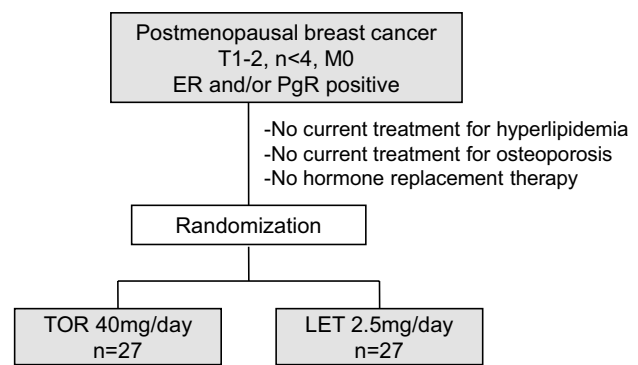 Postmenopausal breast cancer
T1-2, n<4, M0
ER and/or PgR positive
-No current treatment for hyperlipidemia
-No current treatment for osteoporosis
-No hormone replacement therapy
Randomization
TOR 40mg/day
n=27
LET 2.5mg/day
n=27